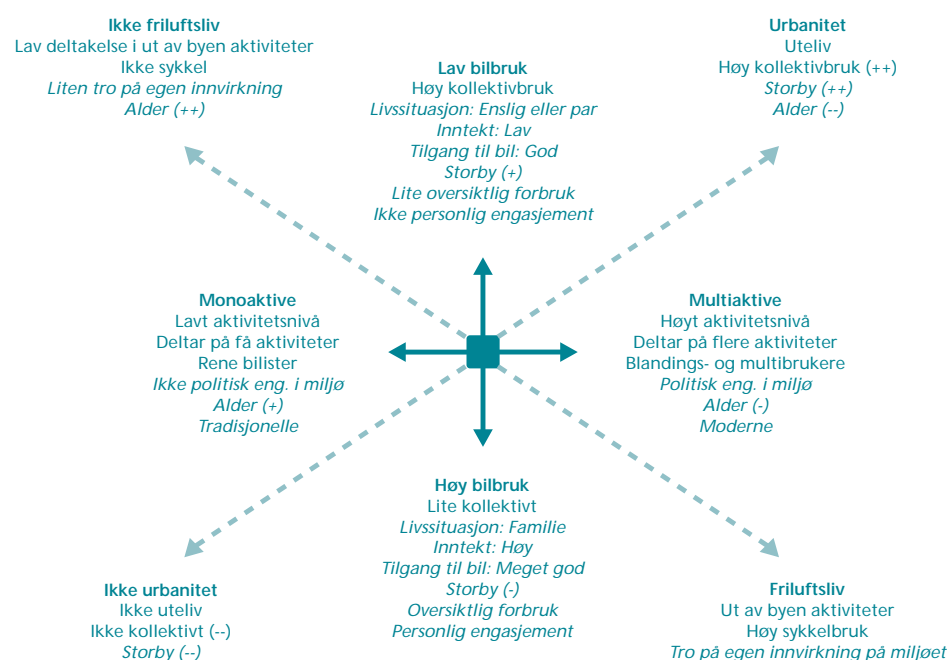 Ikke friluftsliv
Lav deltakelse i ut av byen aktiviteter
Ikke sykkel
Liten tro på egen innvirkning
Alder (++)
Lav bilbruk
Høy kollektivbruk
Livssituasjon: Enslig eller par
Inntekt: Lav
Tilgang til bil: God
Storby (+)
Lite oversiktlig forbruk
Ikke personlig engasjement
Urbanitet
Uteliv
Høy kollektivbruk (++)
Storby (++)
Alder (--)
Monoaktive
Lavt aktivitetsnivå
Deltar på få aktiviteter
Rene bilister
Ikke politisk eng. i miljø
Alder (+)
Tradisjonelle
Multiaktive
Høyt aktivitetsnivå
Deltar på flere aktiviteter
Blandings- og multibrukere
Politisk eng. i miljø
Alder (-)
Moderne
Ikke urbanitet
Ikke uteliv
Ikke kollektivt (--)
Storby (--)
Høy bilbruk
Lite kollektivt
Livssituasjon: Familie
Inntekt: Høy
Tilgang til bil: Meget god
Storby (-)
Oversiktlig forbruk
Personlig engasjement
Friluftsliv
Ut av byen aktiviteter
Høy sykkelbruk
Tro på egen innvirkning på miljøet